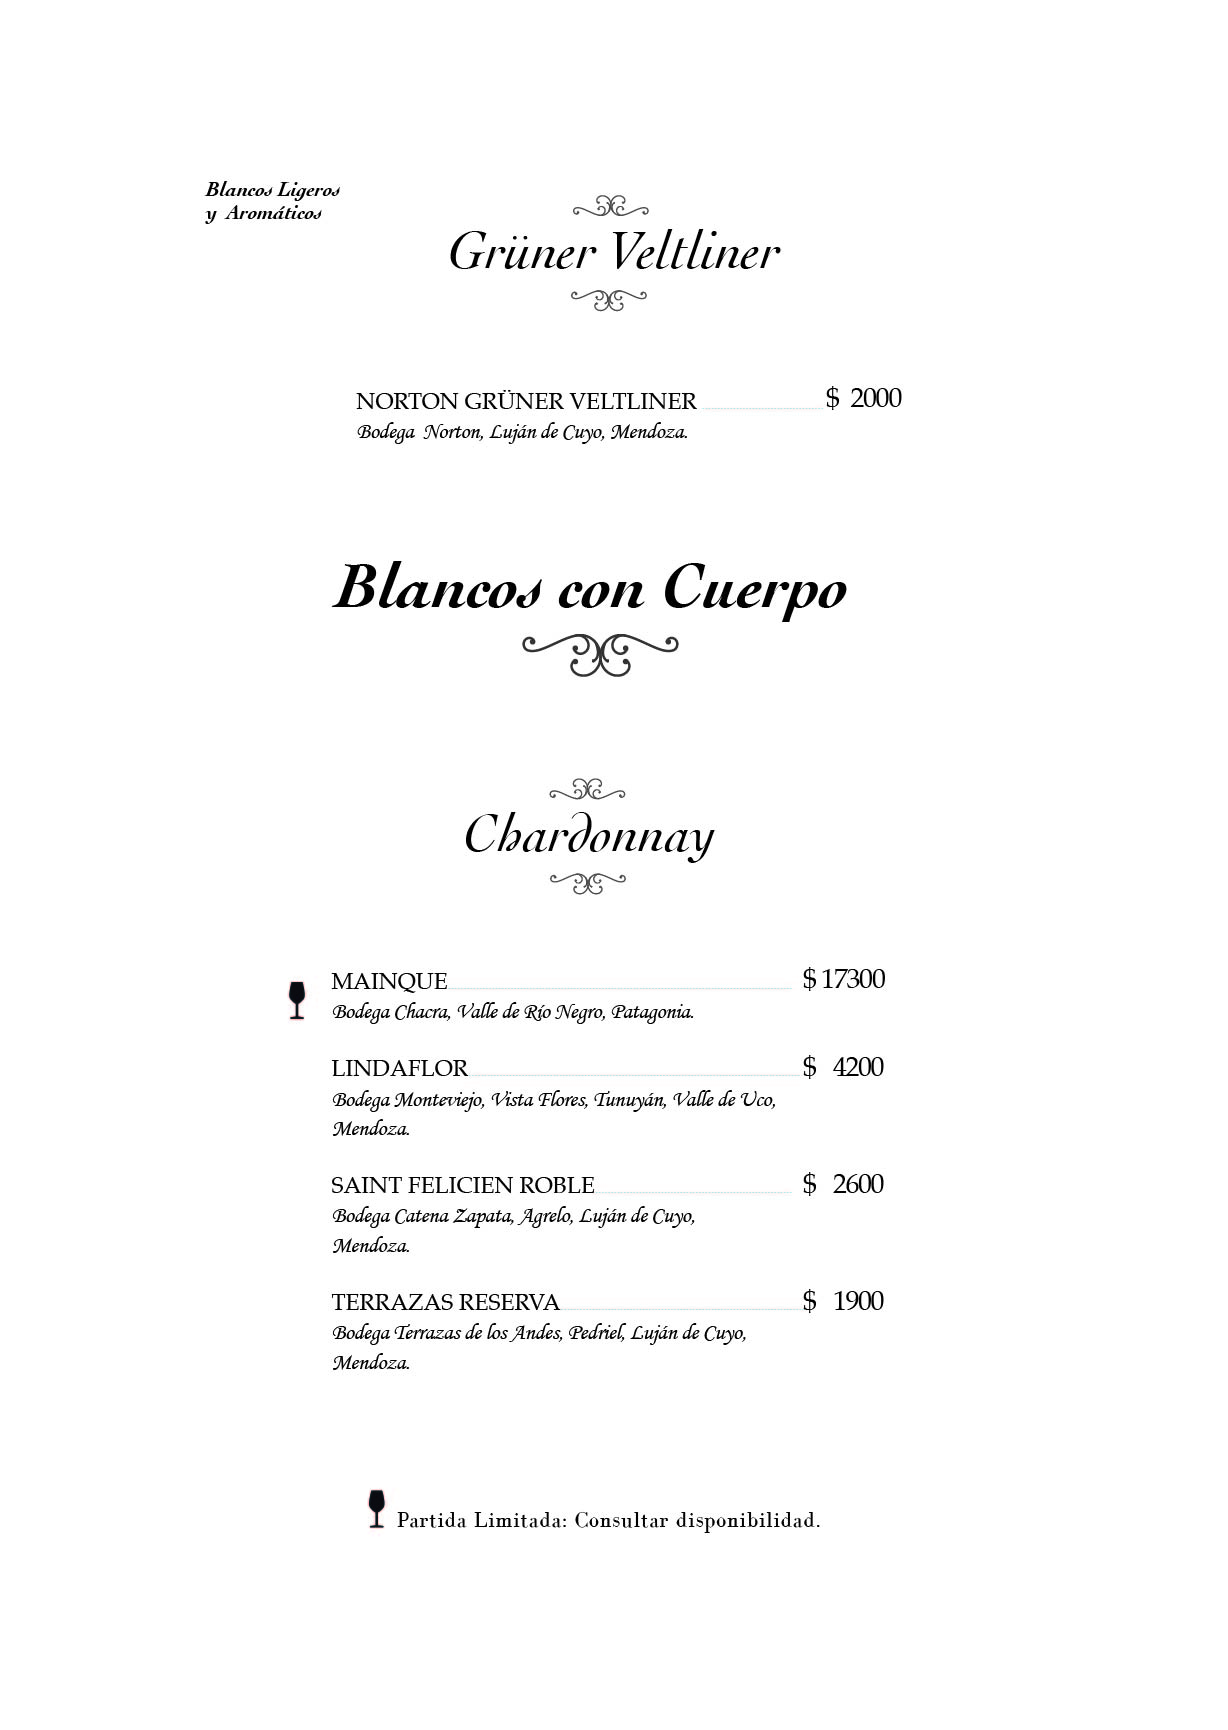 Blancos Ligeros
y Aromáticos
Grüner Veltliner
NORTON GRÜNER VELTLINER $ 2000
Bodega Norton, Luján de Cuyo, Mendoza.
Blancos con Cuerpo
Chardonnay
MAINQUE $ 17300
Bodega Chacra, Valle de Río Negro, Patagonia.
LINDAFLOR $ 4200
Bodega Monteviejo, Vista Flores, Tunuyán, Valle de Uco,
Mendoza.
SAINT FELICIEN ROBLE $ 2600
Bodega Catena Zapata, Agrelo, Luján de Cuyo,
Mendoza.
TERRAZAS RESERVA $ 1900
Bodega Terrazas de los Andes, Pedriel, Luján de Cuyo,
Mendoza.
Partida Limitada: Consultar disponibilidad.